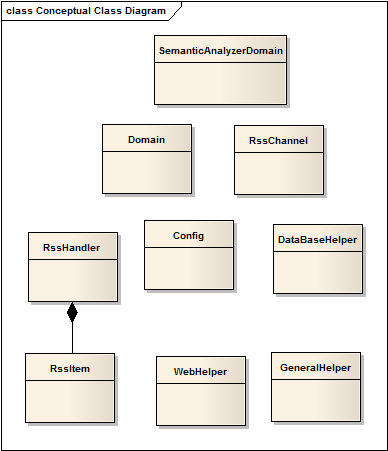 class Conceptual Class Diagram
SemanticAnalyzerDomain
Domain
RssChannel
RssHandler
Config
DataBaseHelper
RssItem
WebHelper
GeneralHelper